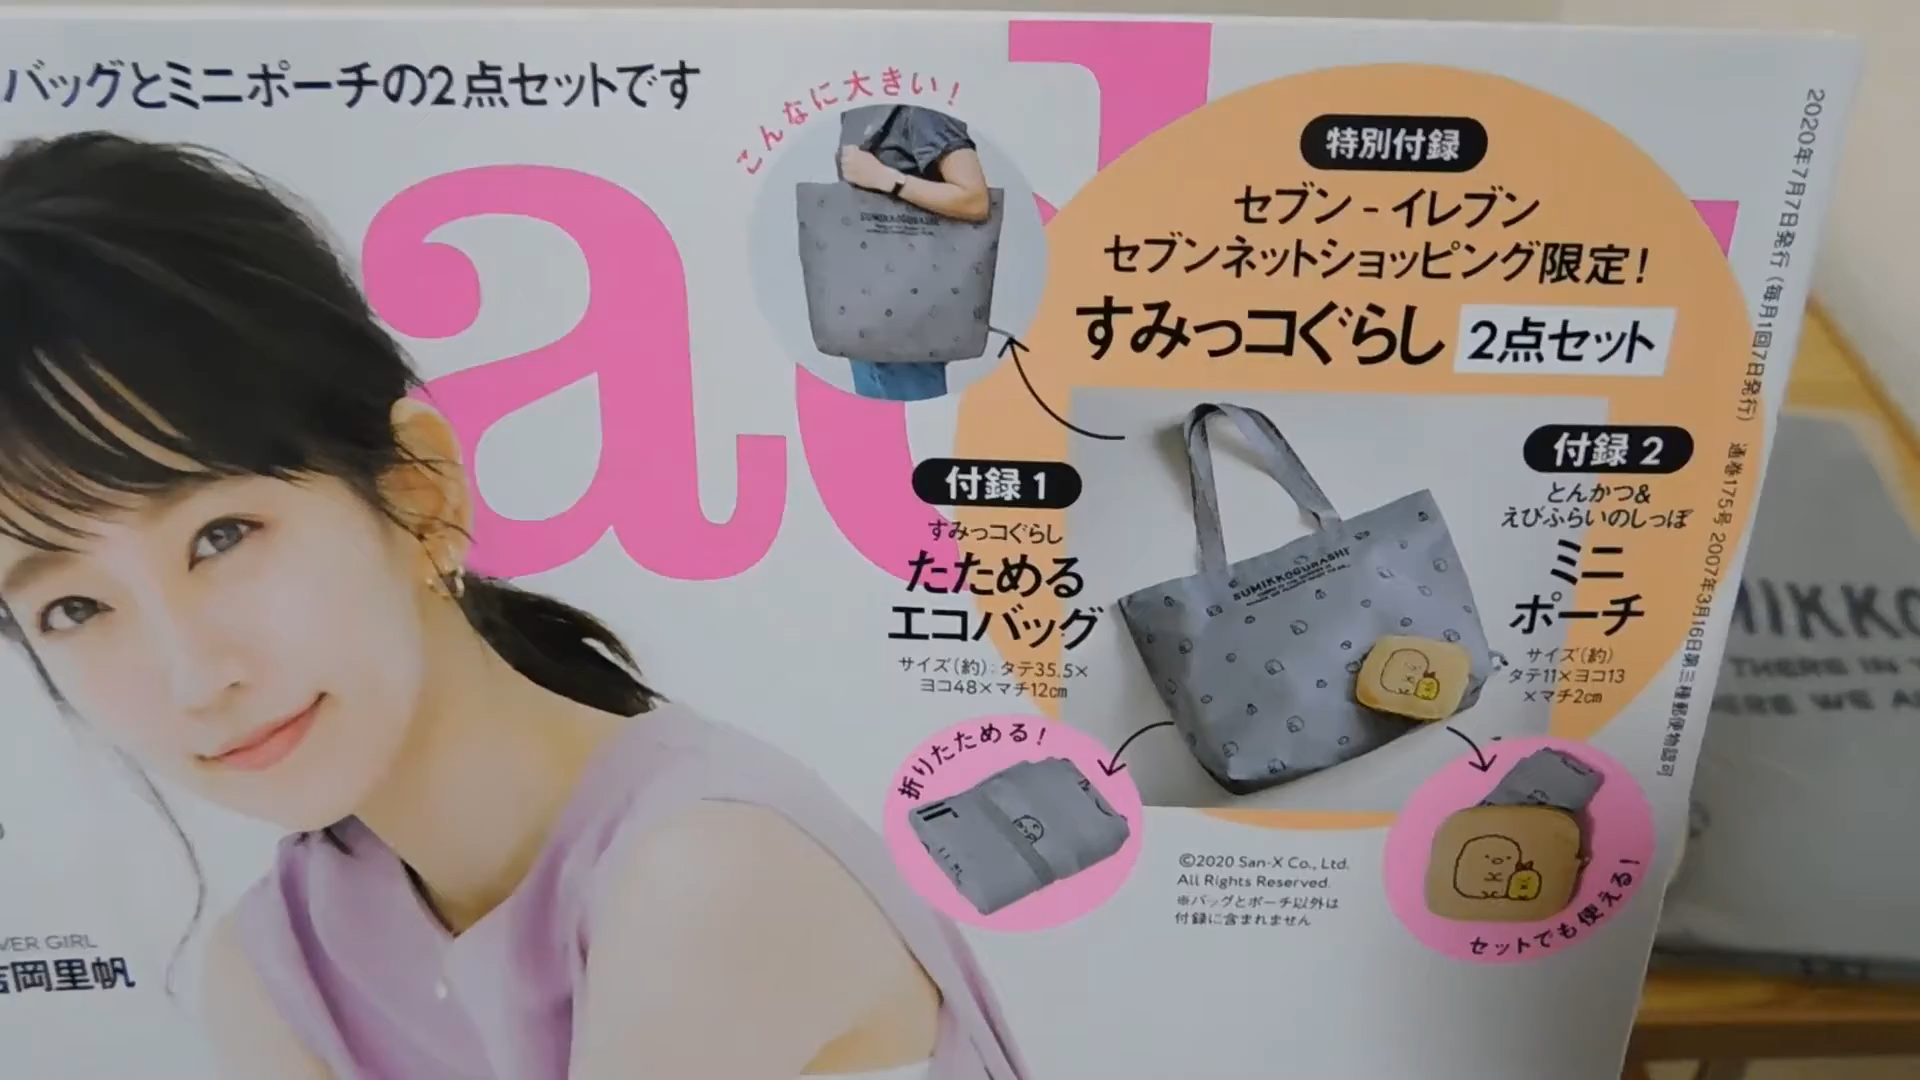 バッグとミニポーチの2点セットです
こんなに大きい!
特別付録
セブン-イレブン
セブンネットショッピング限定!
すみっコぐらし 2点セット
付録1
すみっコぐらし
たためる
エコバッグ
サイズ(約):タテ35.5×
ヨコ48×マチ12cm
付録2
とんかつ&
えびふらいのしっぽ
ミニ
ポーチ
サイズ(約)
タテ11×ヨコ13
×マチ2cm
SUMIKKOGURASHI
折りたためる!
セットでも使える!
©2020 San-X Co., Ltd.
All Rights Reserved.
※バッグとポーチ以外は
付録に含まれません
2020年7月7日発行(毎月1回7日発行) 通巻175号 2007年3月16日第三種郵便物認可
VER GIRL
岡里帆
MIKKO
THERE IN
ERE WE A